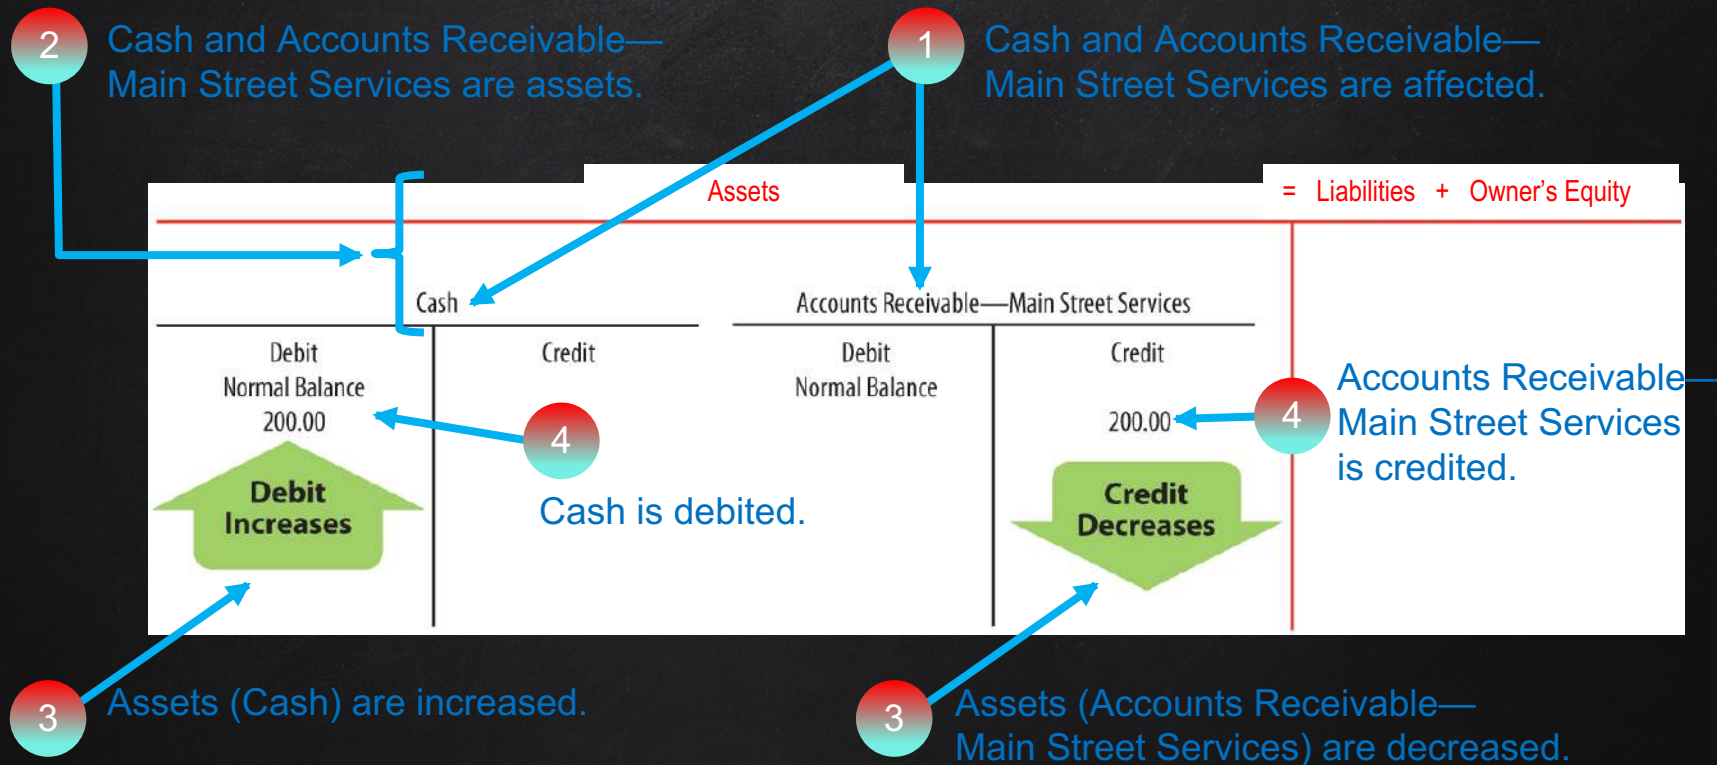 2
Cash and Accounts Receivable—
Main Street Services are assets.
1
Cash and Accounts Receivable—
Main Street Services are affected.
Assets
= Liabilities + Owner’s Equity
Cash
Accounts Receivable—Main Street Services
Debit
Credit
Debit
Credit
Normal Balance
Normal Balance
200.00
200.00
4
Cash is debited.
4
Accounts Receivable—
Main Street Services
is credited.
Debit
Increases
Credit
Decreases
3
Assets (Cash) are increased.
3
Assets (Accounts Receivable—
Main Street Services) are decreased.